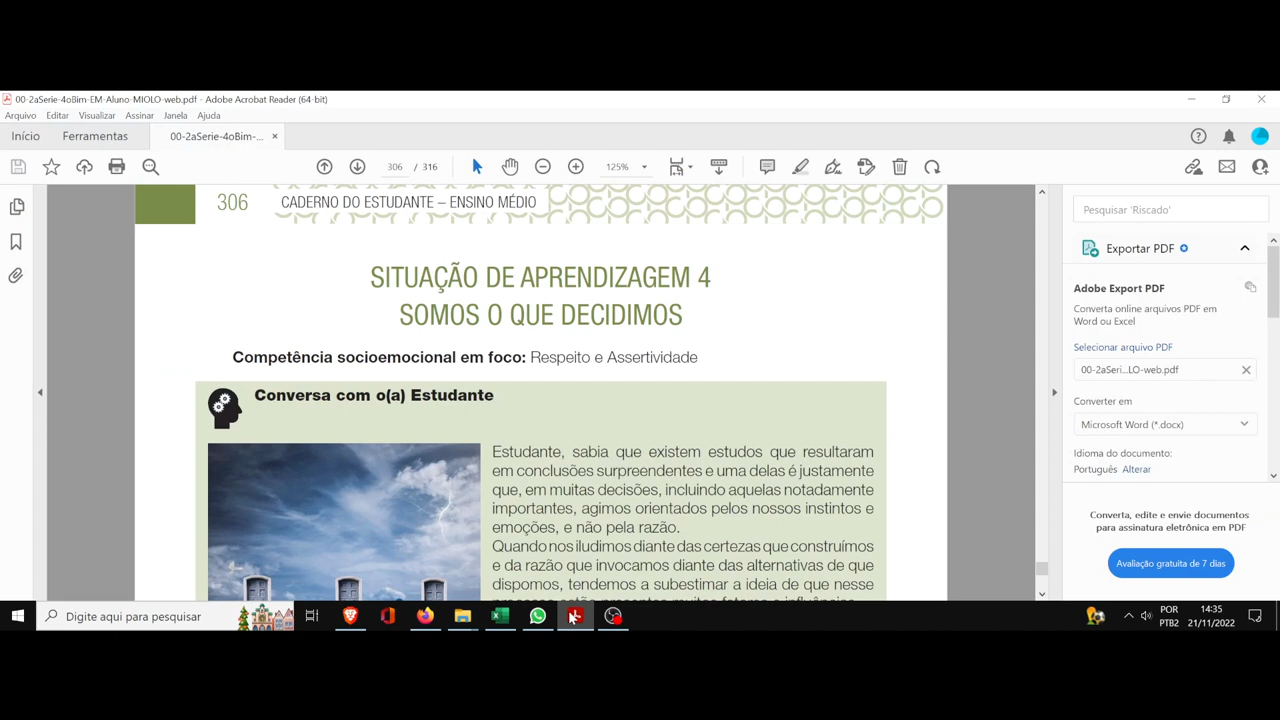 00-2aSerie-4oBim-EM-Aluno-MIOLO-web.pdf - Adobe Acrobat Reader (64-bit)
Arquivo Editar Visualizar Assinar Janela Ajuda
Início Ferramentas 00-2aSerie-4oBim-... ×
306 / 316 125%
306 CADERNO DO ESTUDANTE – ENSINO MÉDIO
SITUAÇÃO DE APRENDIZAGEM 4
SOMOS O QUE DECIDIMOS
Competência socioemocional em foco: Respeito e Assertividade
Conversa com o(a) Estudante
Estudante, sabia que existem estudos que resultaram
em conclusões surpreendentes e uma delas é justamente
que, em muitas decisões, incluindo aquelas notadamente
importantes, agimos orientados pelos nossos instintos e
emoções, e não pela razão.
Quando nos iludimos diante das certezas que construímos
e da razão que invocamos diante das alternativas de que
dispomos, tendemos a subestimar a ideia de que nesse
Pesquisar 'Riscado'
Exportar PDF
Adobe Export PDF
Converta online arquivos PDF em
Word ou Excel
Selecionar arquivo PDF
00-2aSeri...LO-web.pdf
Converter em
Microsoft Word (*.docx)
Idioma do documento:
Português Alterar
Converta, edite e envie documentos
para assinatura eletrônica em PDF
Avaliação gratuita de 7 dias
Digite aqui para pesquisar
POR
PTB2
14:35
21/11/2022